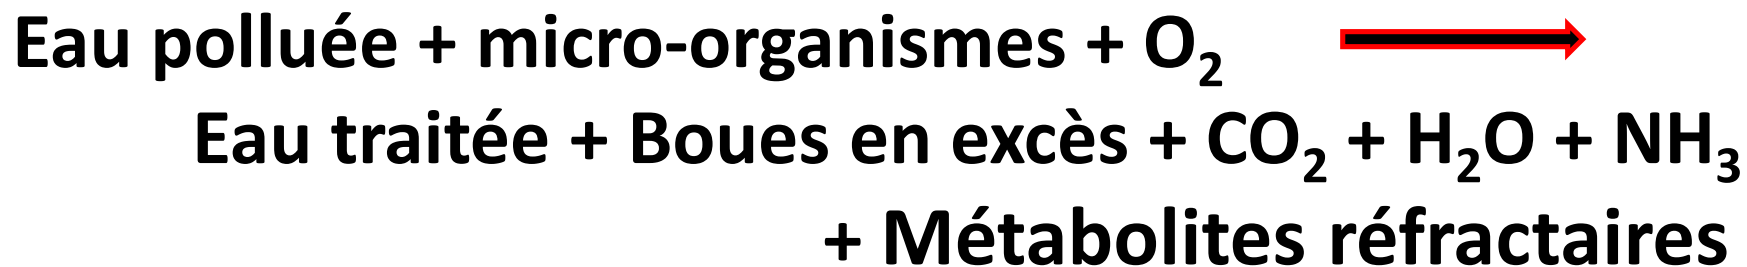 Eau polluée + micro-organismes + O₂
Eau traitée + Boues en excès + CO₂ + H₂O + NH₃
+ Métabolites réfractaires